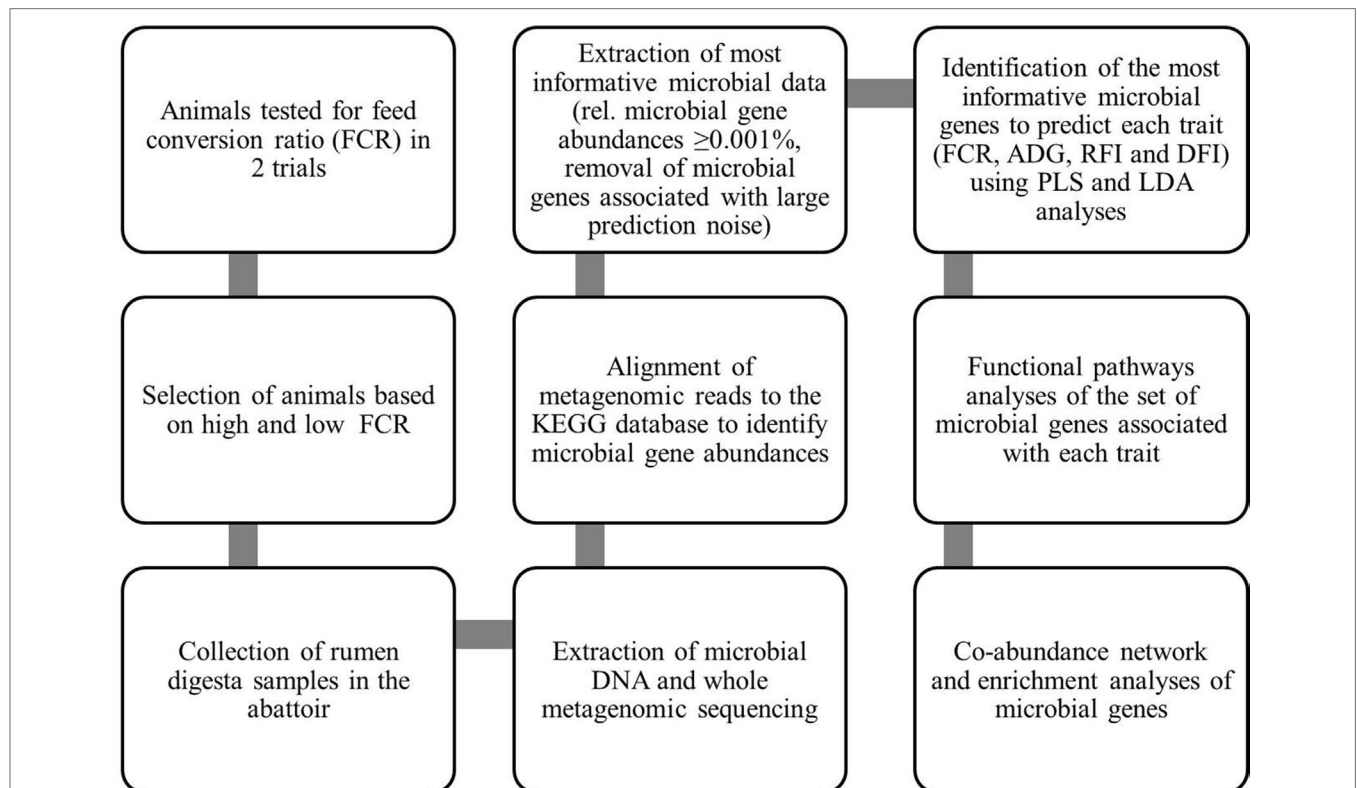 Animals tested for feed
conversion ratio (FCR) in
2 trials
Selection of animals based
on high and low FCR
Collection of rumen
digesta samples in the
abattoir
Extraction of microbial
DNA and whole
metagenomic sequencing
Alignment of
metagenomic reads to the
KEGG database to identify
microbial gene abundances
Extraction of most
informative microbial data
(rel. microbial gene
abundances ≥0.001%,
removal of microbial
genes associated with large
prediction noise)
Identification of the most
informative microbial
genes to predict each trait
(FCR, ADG, RFI and DFI)
using PLS and LDA
analyses
Functional pathways
analyses of the set of
microbial genes associated
with each trait
Co-abundance network
and enrichment analyses of
microbial genes